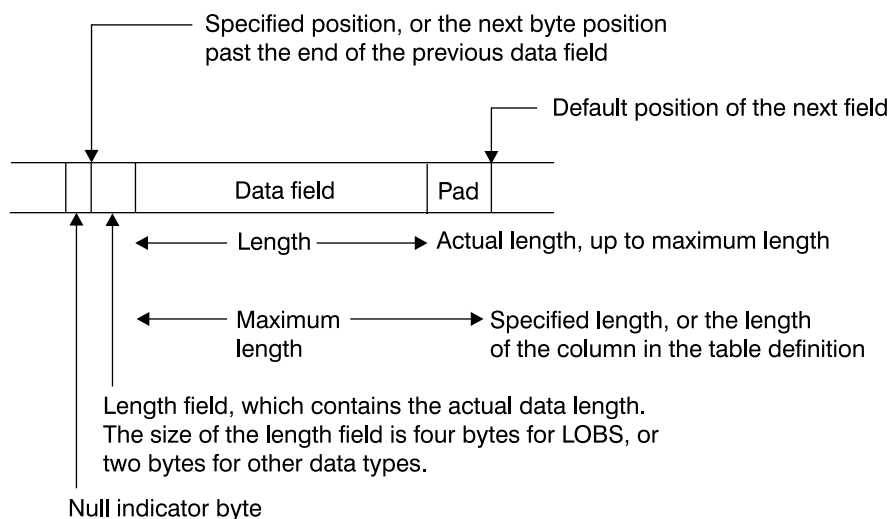 Specified position, or the next byte position
past the end of the previous data field
Default position of the next field
Data field
Pad
Length
Actual length, up to maximum length
Maximum
length
Specified length, or the length
of the column in the table definition
Length field, which contains the actual data length.
The size of the length field is four bytes for LOBS, or
two bytes for other data types.
Null indicator byte